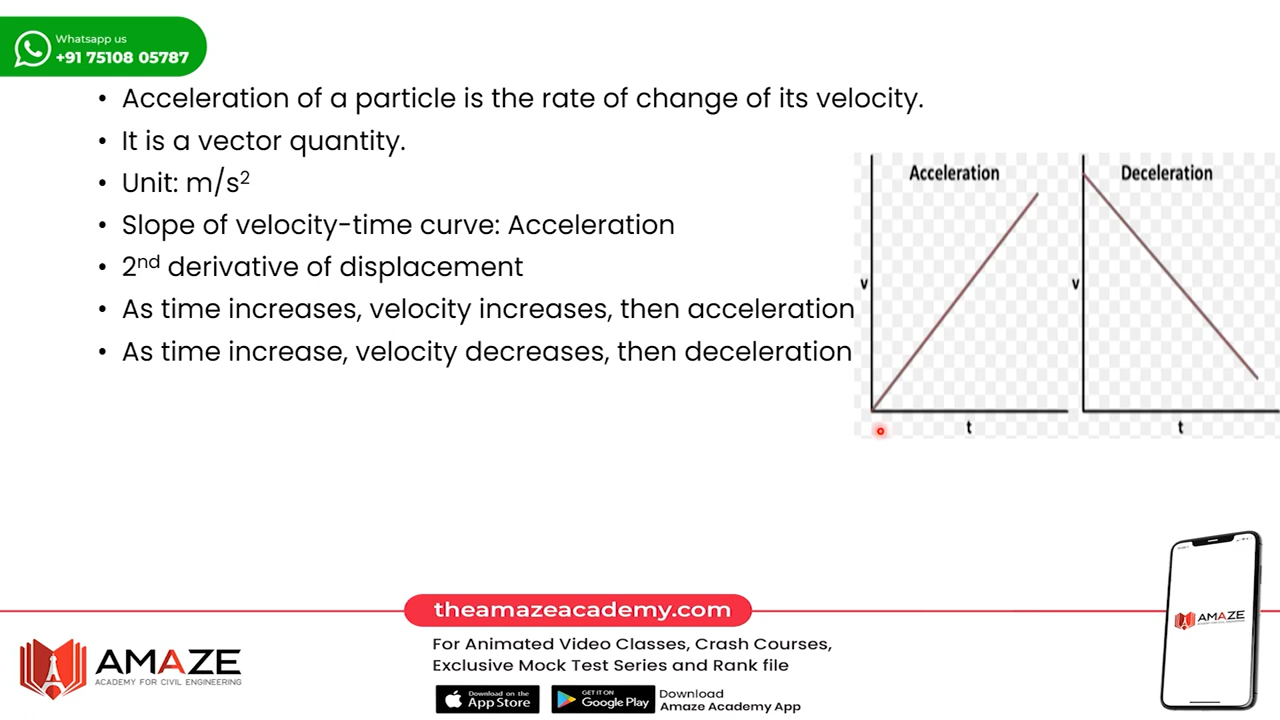 Whatsapp us
+91 75108 05787
• Acceleration of a particle is the rate of change of its velocity.
• It is a vector quantity.
• Unit: m/s²
• Slope of velocity-time curve: Acceleration
• 2nd derivative of displacement
• As time increases, velocity increases, then acceleration
• As time increase, velocity decreases, then deceleration
Acceleration
v
t
Deceleration
v
t
theamazeacademy.com
For Animated Video Classes, Crash Courses,
Exclusive Mock Test Series and Rank file
Download on the
App Store
GET IT ON
Google Play
Download
Amaze Academy App
AMAZE
ACADEMY FOR CIVIL ENGINEERING
AMAZE